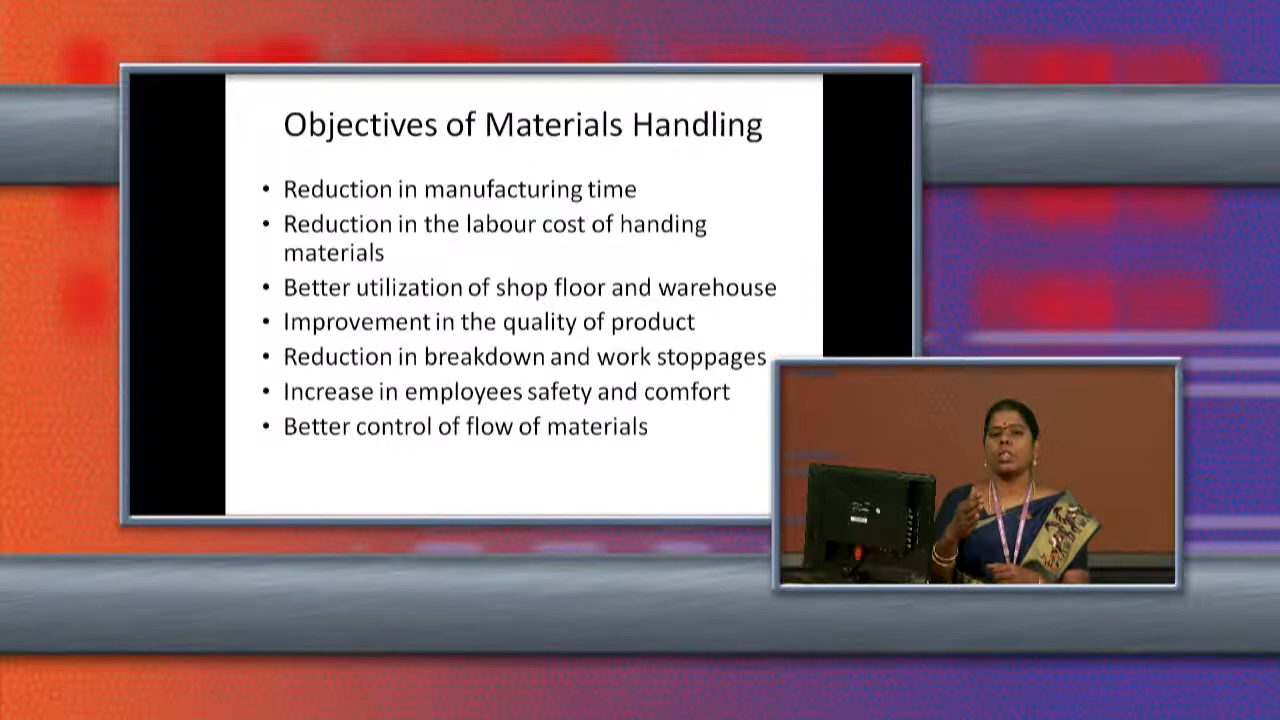 Objectives of Materials Handling
• Reduction in manufacturing time
• Reduction in the labour cost of handing
materials
• Better utilization of shop floor and warehouse
• Improvement in the quality of product
• Reduction in breakdown and work stoppages
• Increase in employees safety and comfort
• Better control of flow of materials